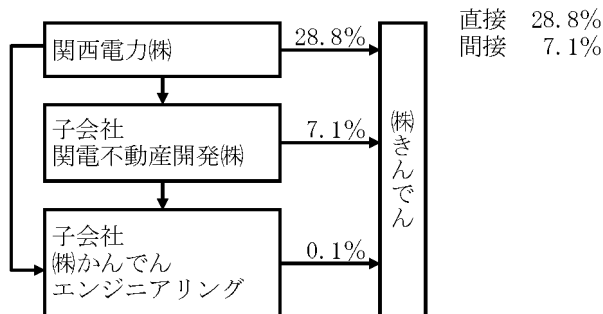 関西電力㈱
28.8%
直接 28.8%
間接 7.1%
子会社
関電不動産開発㈱
7.1%
㈱きんでん
子会社
㈱かんでん
エンジニアリング
0.1%